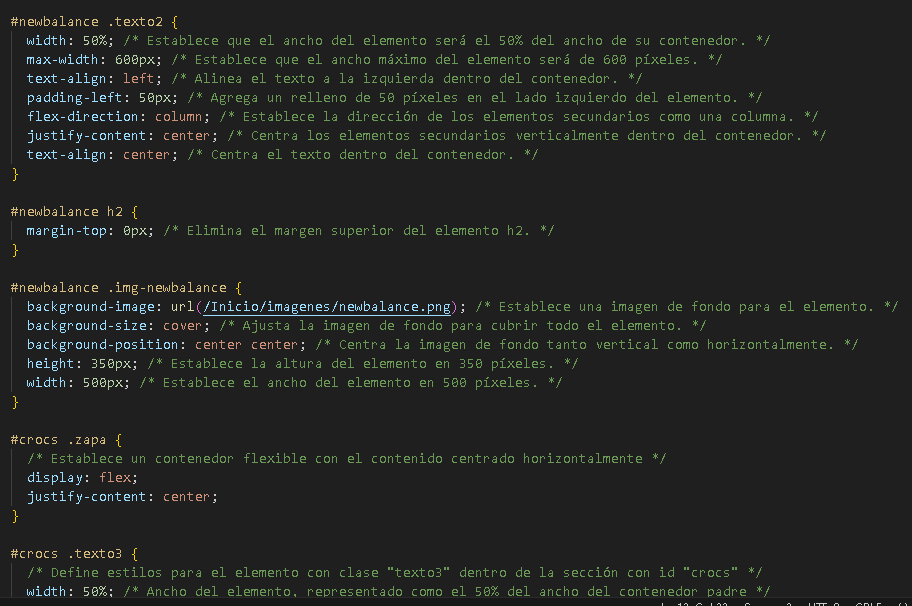 #newbalance .texto2 {
width: 50%; /* Establece que el ancho del elemento será el 50% del ancho de su contenedor. */
max-width: 600px; /* Establece que el ancho máximo del elemento será de 600 píxeles. */
text-align: left; /* Alinea el texto a la izquierda dentro del contenedor. */
padding-left: 50px; /* Agrega un relleno de 50 píxeles en el lado izquierdo del elemento. */
flex-direction: column; /* Establece la dirección de los elementos secundarios como una columna. */
justify-content: center; /* Centra los elementos secundarios verticalmente dentro del contenedor. */
text-align: center; /* Centra el texto dentro del contenedor. */
}
#newbalance h2 {
margin-top: 0px; /* Elimina el margen superior del elemento h2. */
}
#newbalance .img-newbalance {
background-image: url(/Inicio/imagenes/newbalance.png); /* Establece una imagen de fondo para el elemento. */
background-size: cover; /* Ajusta la imagen de fondo para cubrir todo el elemento. */
background-position: center center; /* Centra la imagen de fondo tanto vertical como horizontalmente. */
height: 350px; /* Establece la altura del elemento en 350 píxeles. */
width: 500px; /* Establece el ancho del elemento en 500 píxeles. */
}
#crocs .zapa {
/* Establece un contenedor flexible con el contenido centrado horizontalmente */
display: flex;
justify-content: center;
}
#crocs .texto3 {
/* Define estilos para el elemento con clase "texto3" dentro de la sección con id "crocs" */
width: 50%; /* Ancho del elemento, representado como el 50% del ancho del contenedor padre */